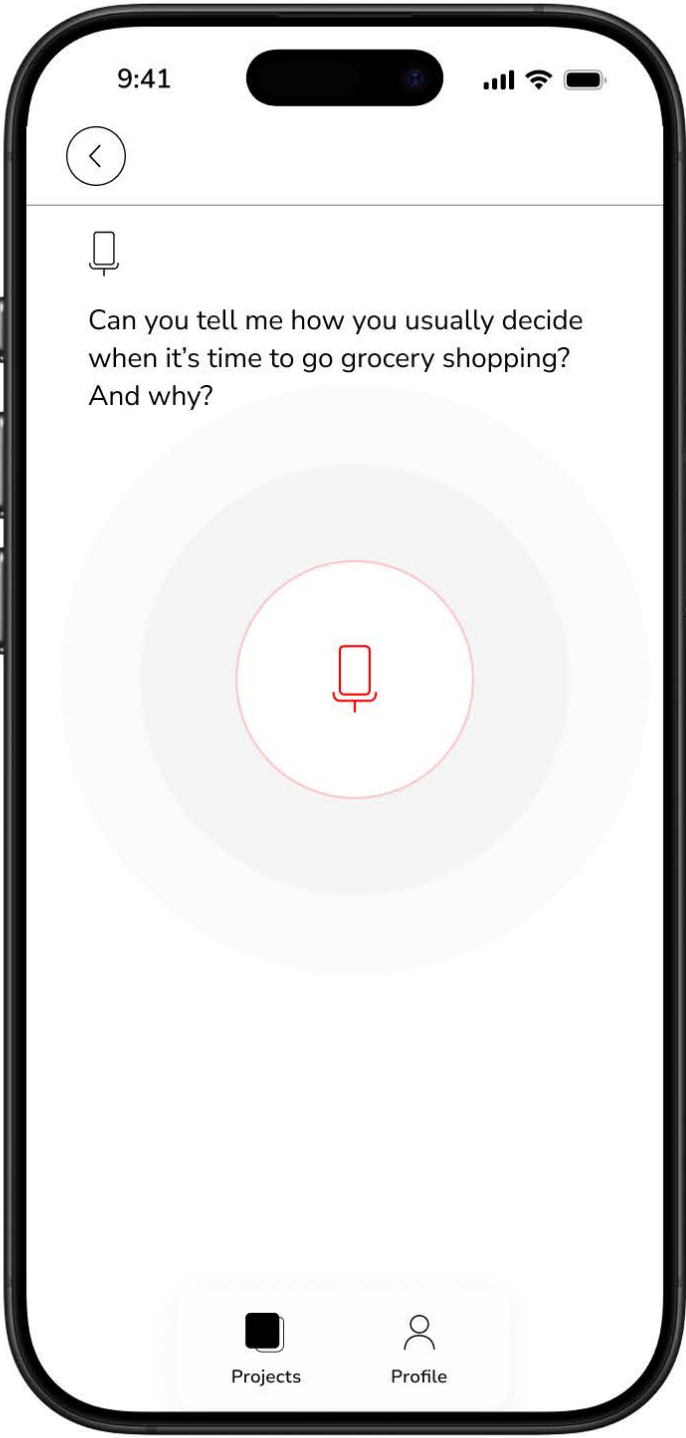 9:41
Can you tell me how you usually decide
when it’s time to go grocery shopping?
And why?
Projects
Profile